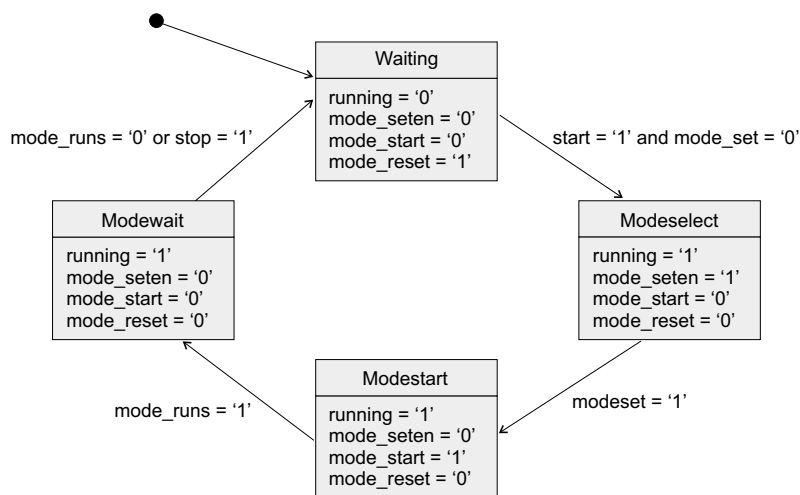 Waiting
running = ‘0’
mode_seten = ‘0’
mode_start = ‘0’
mode_reset = ‘1’
mode_runs = ‘0’ or stop = ‘1’
start = ‘1’ and mode_set = ‘0’
Modewait
running = ‘1’
mode_seten = ‘0’
mode_start = ‘0’
mode_reset = ‘0’
Modeselect
running = ‘1’
mode_seten = ‘1’
mode_start = ‘0’
mode_reset = ‘0’
mode_runs = ‘1’
modeset = ‘1’
Modestart
running = ‘1’
mode_seten = ‘0’
mode_start = ‘1’
mode_reset = ‘0’